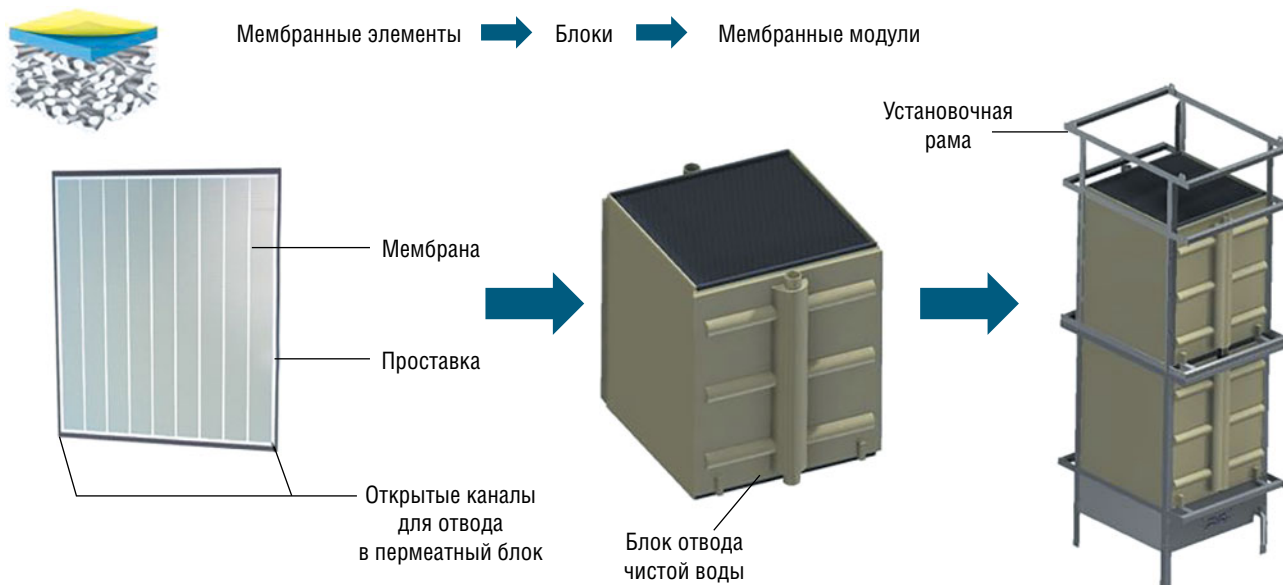 Мембранные элементы
Блоки
Мембранные модули
Установочная
рама
Мембрана
Проставка
Открытые каналы
для отвода
в пермеатный блок
Блок отвода
чистой воды